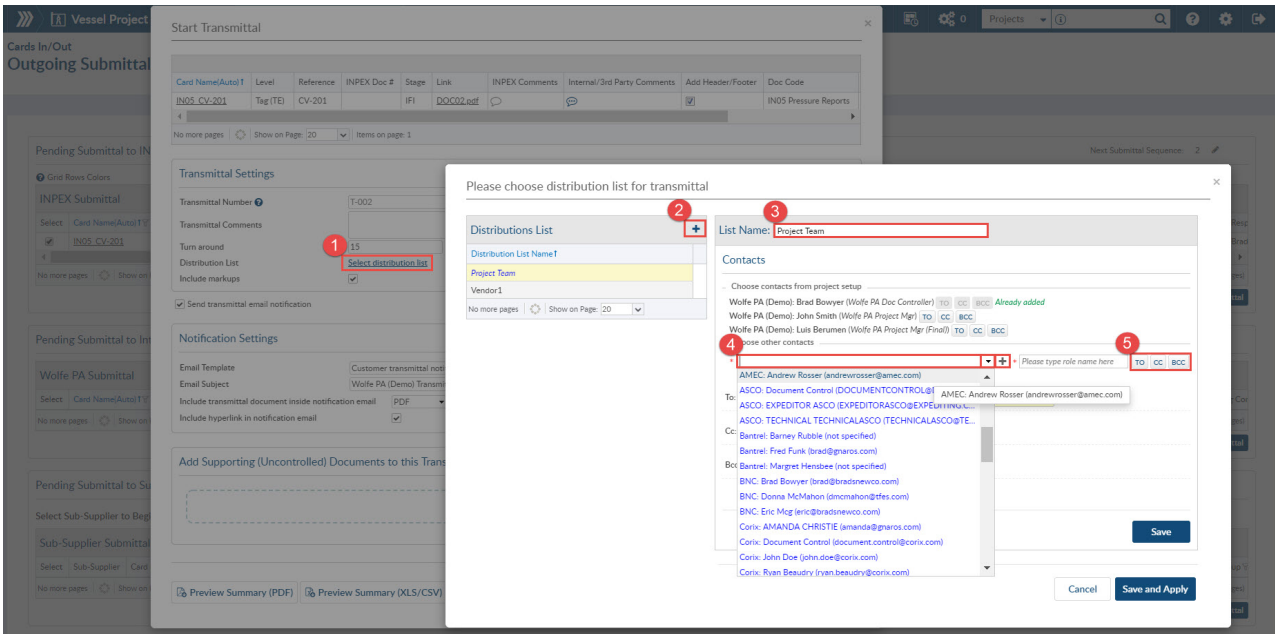 Vessel Project
0
Projects
Cards In/Out
Outgoing Submittal
Start Transmittal
×
Card Name(Auto)↑ Level Reference INPEX Doc # Stage Link INPEX Comments Internal/3rd Party Comments Add Header/Footer Doc Code
IN05_CV-201 Tag (TE) CV-201 IFI DOC02.pdf IN05 Pressure Reports
No more pages Show on Page: 20 Items on page: 1
Pending Submittal to IN
Next Submittal Sequence: 2
Grid Rows Colors
INPEX Submittal
Select Card Name(Auto)↑
IN05_CV-201
No more pages Show on
Transmittal Settings
Transmittal Number T-002
Transmittal Comments
Turn around 15
1
Distribution List Select distribution list
Include markups
Send transmittal email notification
Pending Submittal to In
Wolfe PA Submittal
Select Card Name(Auto)↑
No more pages Show on
Notification Settings
Email Template Customer transmittal noti
Email Subject Wolfe PA (Demo) Transmi
Include transmittal document inside notification email PDF
Include hyperlink in notification email
Add Supporting (Uncontrolled) Documents to this Trans
Pending Submittal to Su
Select Sub-Supplier to Begi
Sub-Supplier Submittal
Select Sub-Supplier Card
No more pages Show on
Preview Summary (PDF) Preview Summary (XLS/CSV)
Please choose distribution list for transmittal
×
2
3
Distributions List +
Distribution List Name↑
Project Team
Vendor1
No more pages Show on Page: 20
List Name: Project Team
Contacts
Choose contacts from project setup
Wolfe PA (Demo): Brad Bowyer (Wolfe PA Doc Controller) TO CC BCC Already added
Wolfe PA (Demo): John Smith (Wolfe PA Project Mgr) TO CC BCC
Wolfe PA (Demo): Luis Berumen (Wolfe PA Project Mgr (Final)) TO CC BCC
oose other contacts
4
5
* + * Please type role name here TO CC BCC
AMEC: Andrew Rosser (andrewrosser@amec.com)
ASCO: Document Control (DOCUMENTCONTROL@
AMEC: Andrew Rosser (andrewrosser@amec.com)
ASCO: EXPEDITOR ASCO (EXPEDITORASCO@EXPEDITING.C...
ASCO: TECHNICAL TECHNICALASCO (TECHNICALASCO@TE...
Bantrel: Barney Rubble (not specified)
Bantrel: Fred Funk (brad@gnaros.com)
Bantrel: Margret Hensbee (not specified)
BNC: Brad Bowyer (brad@bradsnewco.com)
BNC: Donna McMahon (dmcmahon@tfes.com)
BNC: Eric Mcg (eric@bradsnewco.com)
Corix: AMANDA CHRISTIE (amanda@gnaros.com)
Corix: Document Control (document.control@corix.com)
Corix: John Doe (john.doe@corix.com)
Corix: Ryan Beaudry (ryan.beaudry@corix.com)
To:
Cc:
Bcc
Save
Cancel Save and Apply